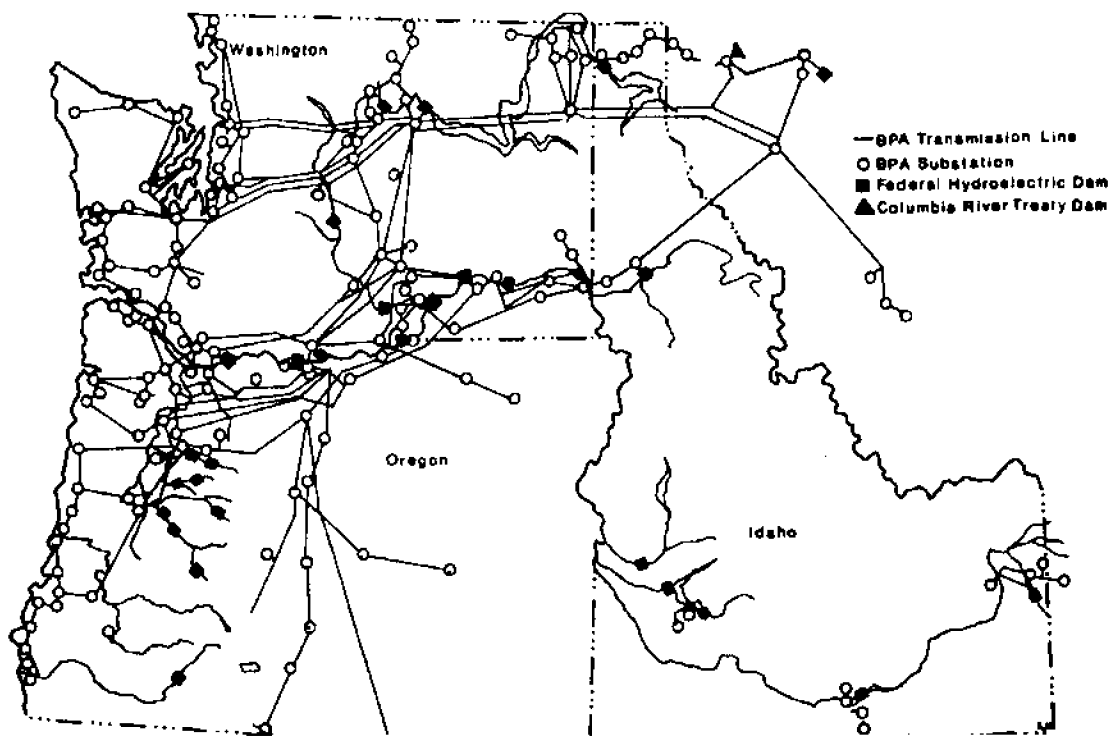 Washington
BPA Transmission Line
BPA Substation
Federal Hydroelectric Dam
Columbia River Treaty Dam
Oregon
Idaho